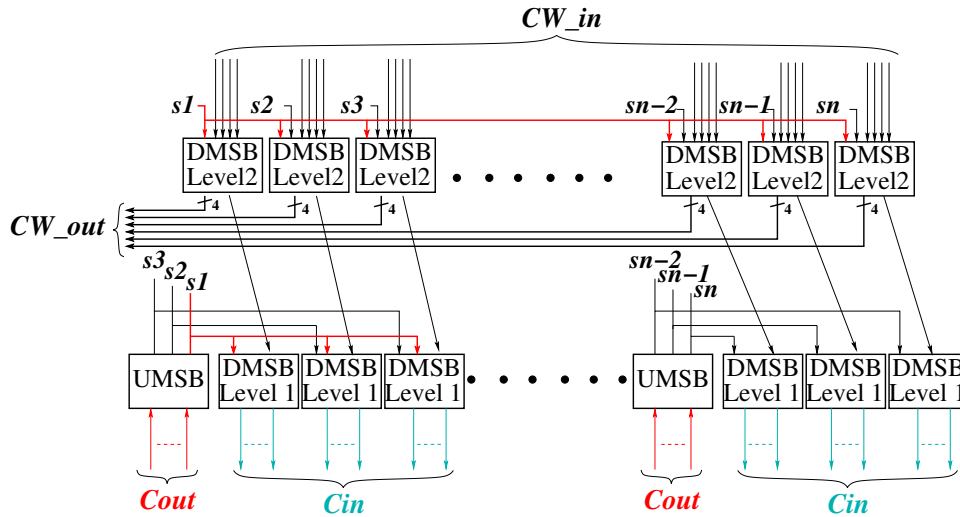 CW_in
s1 s2 s3 sn-2 sn-1 sn
DMSB Level2 DMSB Level2 DMSB Level2 DMSB Level2 DMSB Level2 DMSB Level2
4 4 4 4 4 4
CW_out
s3 s2 s1 sn-2 sn-1 sn
UMSB DMSB Level 1 DMSB Level 1 DMSB Level 1 UMSB DMSB Level 1 DMSB Level 1 DMSB Level 1
Cout Cin Cout Cin